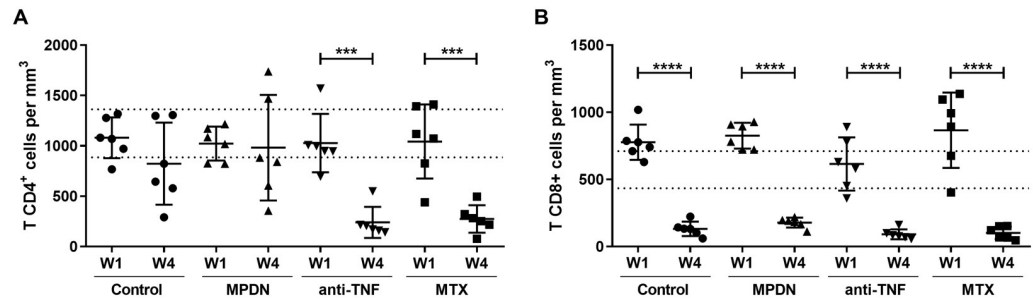 A
T CD4+ cells per mm3
2000
1500
1000
500
0
*** ***
W1 W4 W1 W4 W1 W4 W1 W4
Control MPDN anti-TNF MTX
B
T CD8+ cells per mm3
1500
1000
500
0
**** **** **** ****
W1 W4 W1 W4 W1 W4 W1 W4
Control MPDN anti-TNF MTX